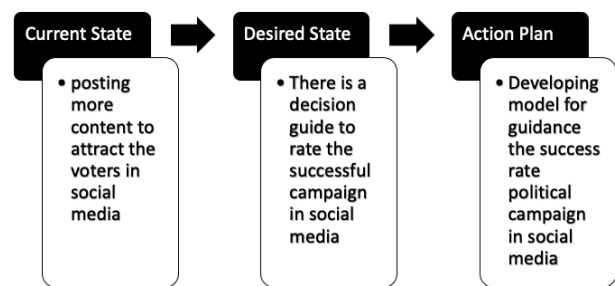 Current State
• posting
more
content to
attract the
voters in
social
media
Desired State
• There is a
decision
guide to
rate the
successful
campaign
in social
media
Action Plan
• Developing
model for
guidance
the success
rate
political
campaign
in social
media